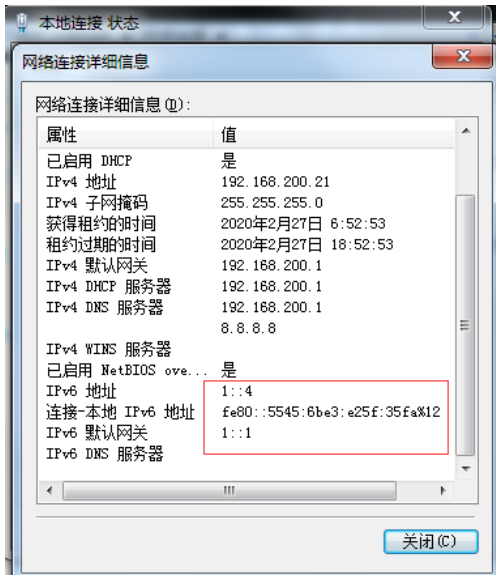 本地连接 状态
网络连接详细信息
网络连接详细信息(D):
属性 值
已启用 DHCP 是
IPv4 地址 192.168.200.21
IPv4 子网掩码 255.255.255.0
获得租约的时间 2020年2月27日 6:52:53
租约过期的时间 2020年2月27日 18:52:53
IPv4 默认网关 192.168.200.1
IPv4 DHCP 服务器 192.168.200.1
IPv4 DNS 服务器 192.168.200.1
8.8.8.8
IPv4 WINS 服务器
已启用 NetBIOS ove... 是
IPv6 地址 1::4
连接-本地 IPv6 地址 fe80::5545:6be3:e25f:35fa%12
IPv6 默认网关 1::1
IPv6 DNS 服务器
关闭(C)